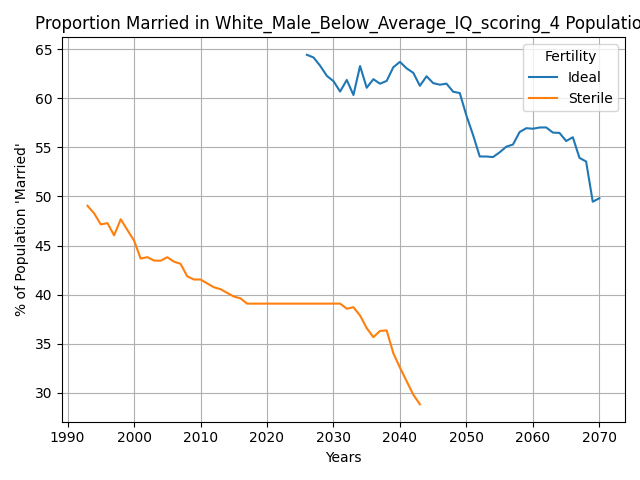 Proportion Married in White_Male_Below_Average_IQ_scoring_4 Populatio
Fertility
Ideal
Sterile
% of Population 'Married'
65
60
55
50
45
40
35
30
1990 2000 2010 2020 2030 2040 2050 2060 2070
Years